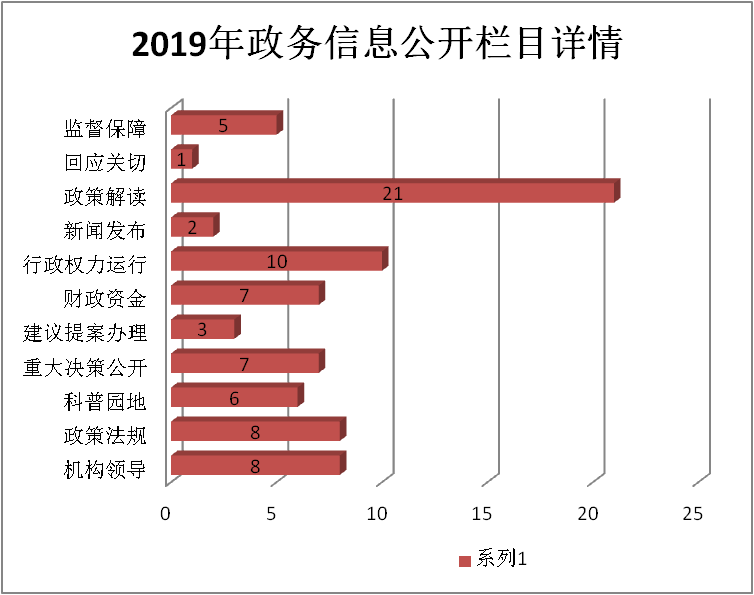 2019年政务信息公开栏目详情
监督保障 5
回应关切 1
政策解读 21
新闻发布 2
行政权力运行 10
财政资金 7
建议提案办理 3
重大决策公开 7
科普园地 6
政策法规 8
机构领导 8
0 5 10 15 20 25
系列1